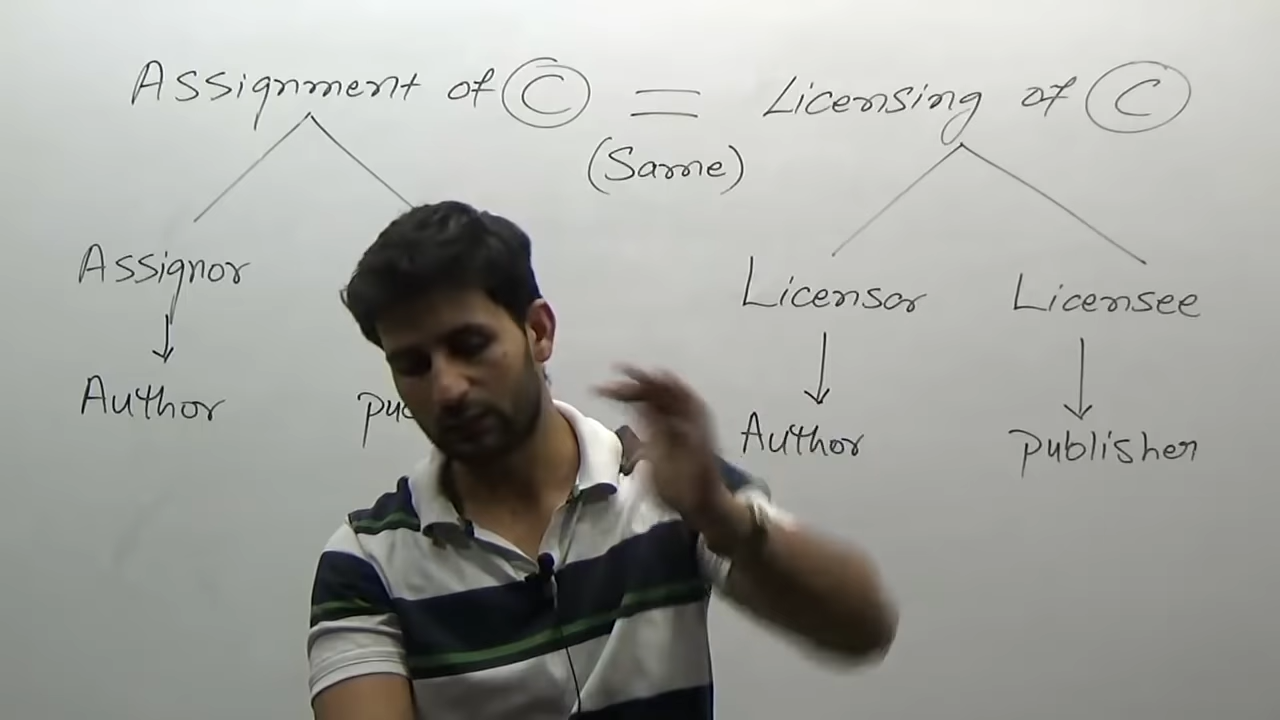 Assignment of © = Licensing of ©
(Same)
Assignor
Licensor Licensee
Author
Author Publisher